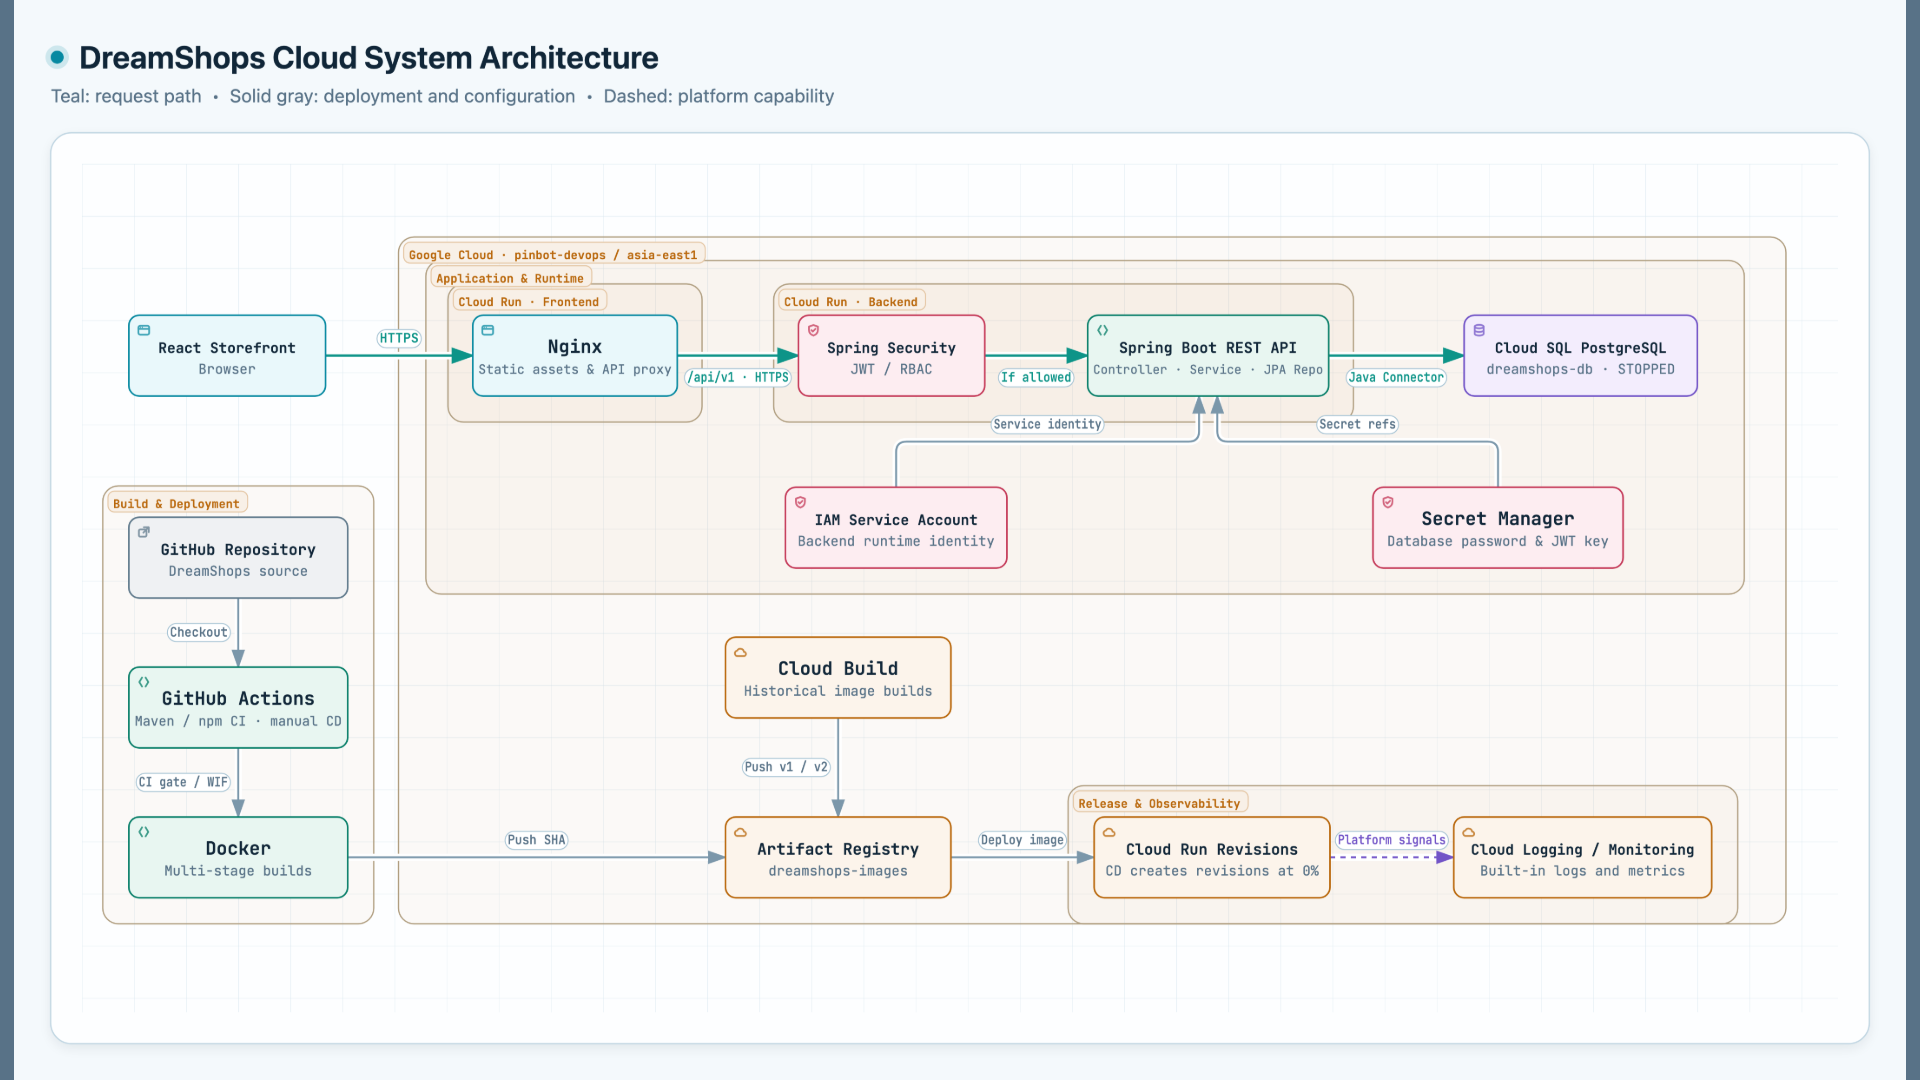 DreamShops Cloud System Architecture
Teal: request path • Solid gray: deployment and configuration • Dashed: platform capability
Google Cloud · pinbot-devops / asia-east1
Application & Runtime
Cloud Run · Frontend
Cloud Run · Backend
React Storefront
Browser
HTTPS
Nginx
Static assets & API proxy
/api/v1 · HTTPS
Spring Security
JWT / RBAC
If allowed
Spring Boot REST API
Controller · Service · JPA Repo
Java Connector
Cloud SQL PostgreSQL
dreamshops-db · STOPPED
Service identity
Secret refs
IAM Service Account
Backend runtime identity
Secret Manager
Database password & JWT key
Build & Deployment
GitHub Repository
DreamShops source
Checkout
GitHub Actions
Maven / npm CI · manual CD
CI gate / WIF
Docker
Multi-stage builds
Push SHA
Cloud Build
Historical image builds
Push v1 / v2
Artifact Registry
dreamshops-images
Deploy image
Release & Observability
Cloud Run Revisions
CD creates revisions at 0%
Platform signals
Cloud Logging / Monitoring
Built-in logs and metrics